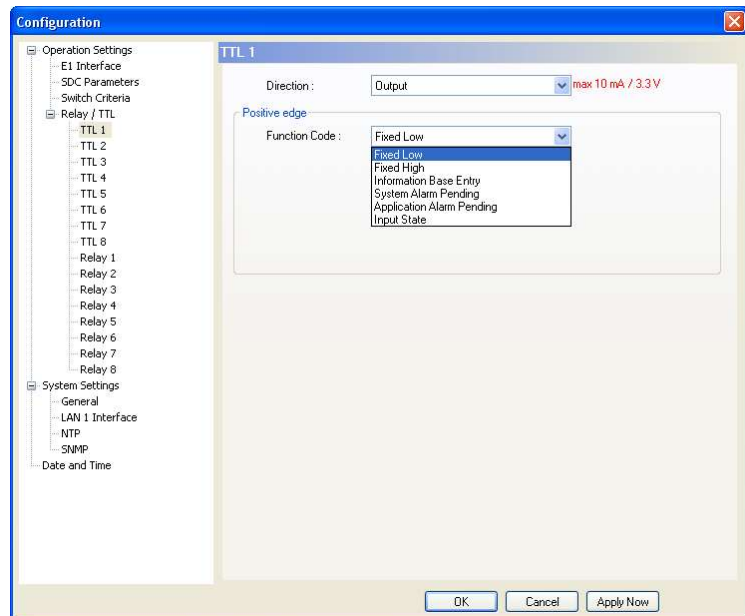 Configuration
Operation Settings
E1 Interface
SDC Parameters
Switch Criteria
Relay / TTL
TTL 1
TTL 2
TTL 3
TTL 4
TTL 5
TTL 6
TTL 7
TTL 8
Relay 1
Relay 2
Relay 3
Relay 4
Relay 5
Relay 6
Relay 7
Relay 8
System Settings
General
LAN 1 Interface
NTP
SNMP
Date and Time
TTL 1
Direction : Output max 10 mA / 3.3 V
Positive edge
Function Code : Fixed Low
Fixed Low
Fixed High
Information Base Entry
System Alarm Pending
Application Alarm Pending
Input State
OK Cancel Apply Now